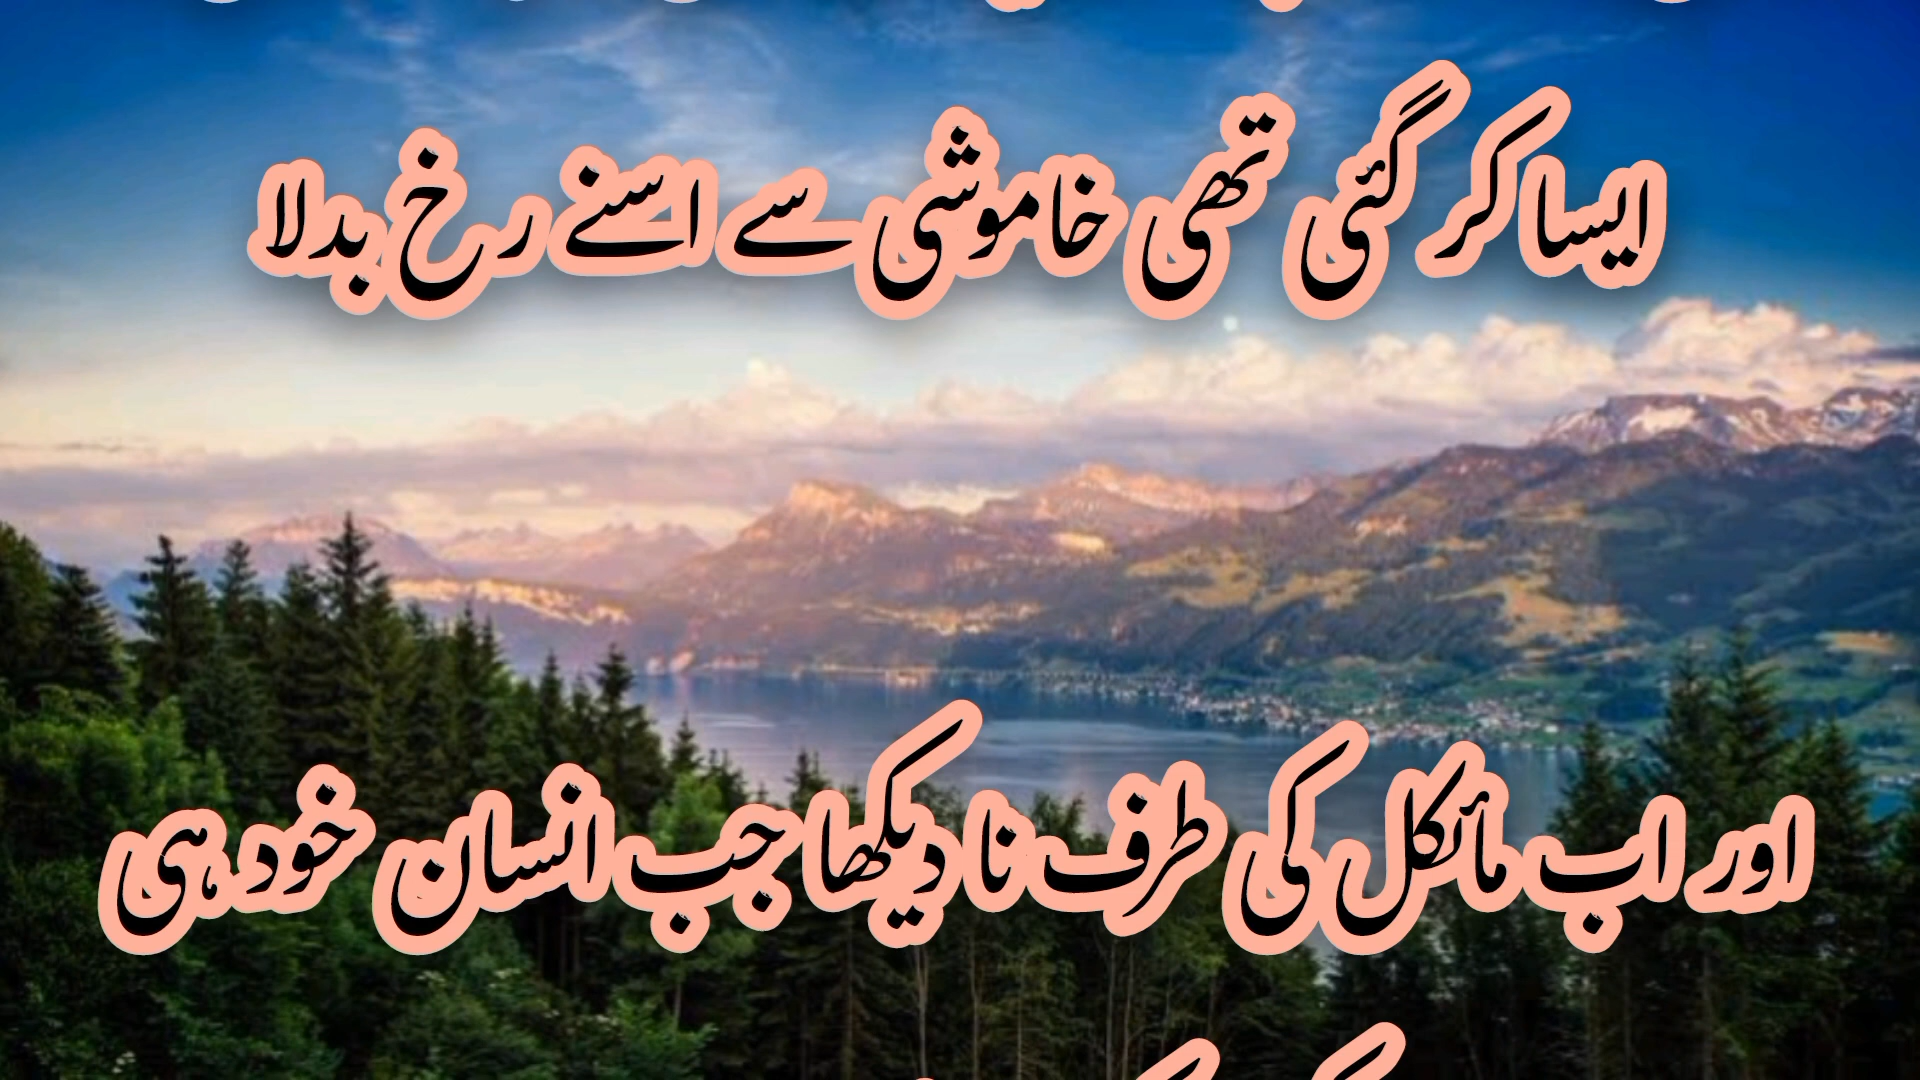 ایسا کر گئی تھی خاموشی سے اسنے رخ بدلا
اور اب مائکل کی طرف نا دیکھا جب انسان خود ہی